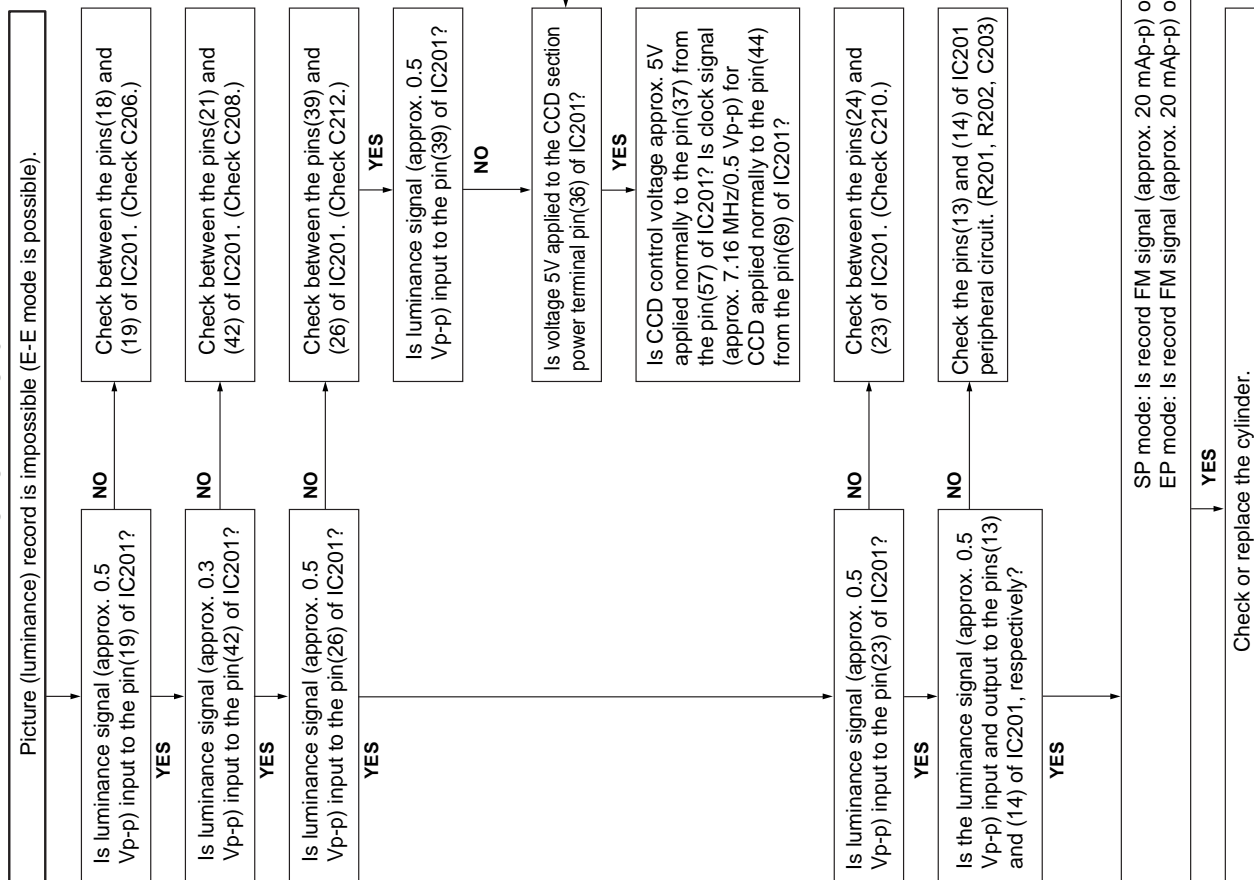 Picture (luminance) record is impossible (E-E mode is possible).
Is luminance signal (approx. 0.5
Vp-p) input to the pin(19) of IC201?
NO
Check between the pins(18) and
(19) of IC201. (Check C206.)
YES
Is luminance signal (approx. 0.3
Vp-p) input to the pin(42) of IC201?
NO
Check between the pins(21) and
(42) of IC201. (Check C208.)
YES
Is luminance signal (approx. 0.5
Vp-p) input to the pin(26) of IC201?
NO
Check between the pins(39) and
(26) of IC201. (Check C212.)
YES
YES
Is luminance signal (approx. 0.5
Vp-p) input to the pin(39) of IC201?
NO
Is voltage 5V applied to the CCD section
power terminal pin(36) of IC201?
YES
Is CCD control voltage approx. 5V
applied normally to the pin(37) from
the pin(57) of IC201? Is clock signal
(approx. 7.16 MHz/0.5 Vp-p) for
CCD applied normally to the pin(44)
from the pin(69) of IC201?
Is luminance signal (approx. 0.5
Vp-p) input to the pin(23) of IC201?
NO
Check between the pins(24) and
(23) of IC201. (Check C210.)
YES
Is the luminance signal (approx. 0.5
Vp-p) input and output to the pins(13)
and (14) of IC201, respectively?
NO
Check the pins(13) and (14) of IC201
peripheral circuit. (R201, R202, C203)
YES
SP mode: Is record FM signal (approx. 20 mAp-p) o
EP mode: Is record FM signal (approx. 20 mAp-p) o
YES
Check or replace the cylinder.